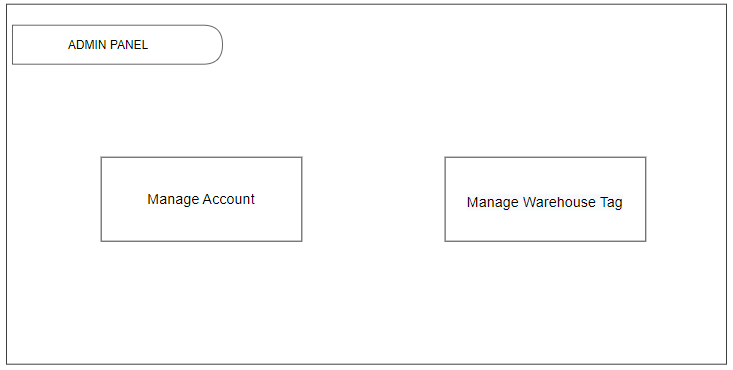 ADMIN PANEL
Manage Account
Manage Warehouse Tag